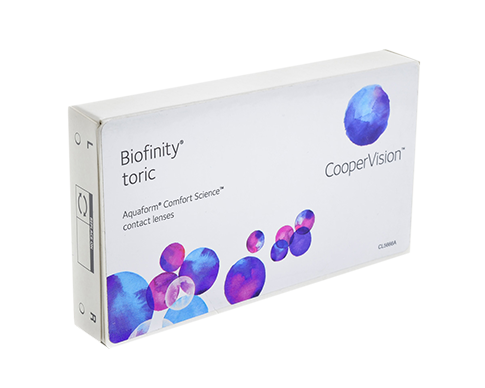 Biofinity®
toric
Aquaform® Comfort Science™
contact lenses
CooperVision™
L
R